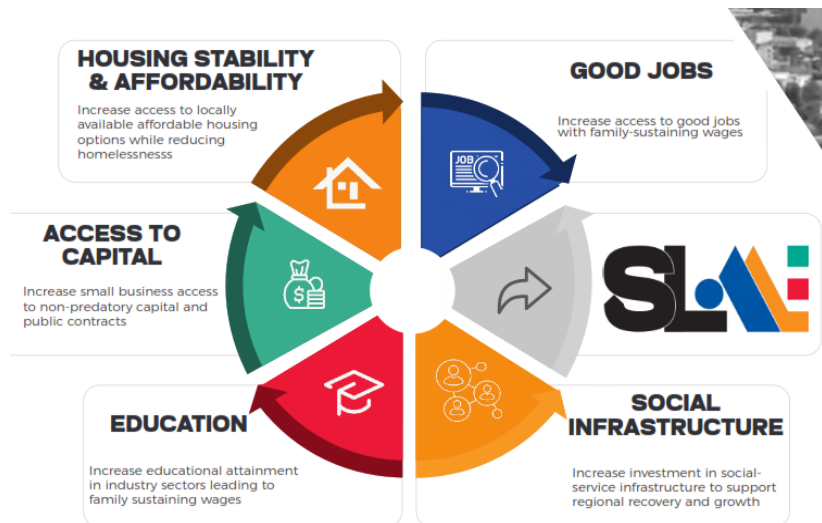 HOUSING STABILITY
& AFFORDABILITY
Increase access to locally
available affordable housing
options while reducing
homelessnesss
GOOD JOBS
Increase access to good jobs
with family-sustaining wages
JOB
ACCESS TO
CAPITAL
Increase small business access
to non-predatory capital and
public contracts
$
SLATE
EDUCATION
Increase educational attainment
in industry sectors leading to
family sustaining wages
SOCIAL
INFRASTRUCTURE
Increase investment in social-
service infrastructure to support
regional recovery and growth